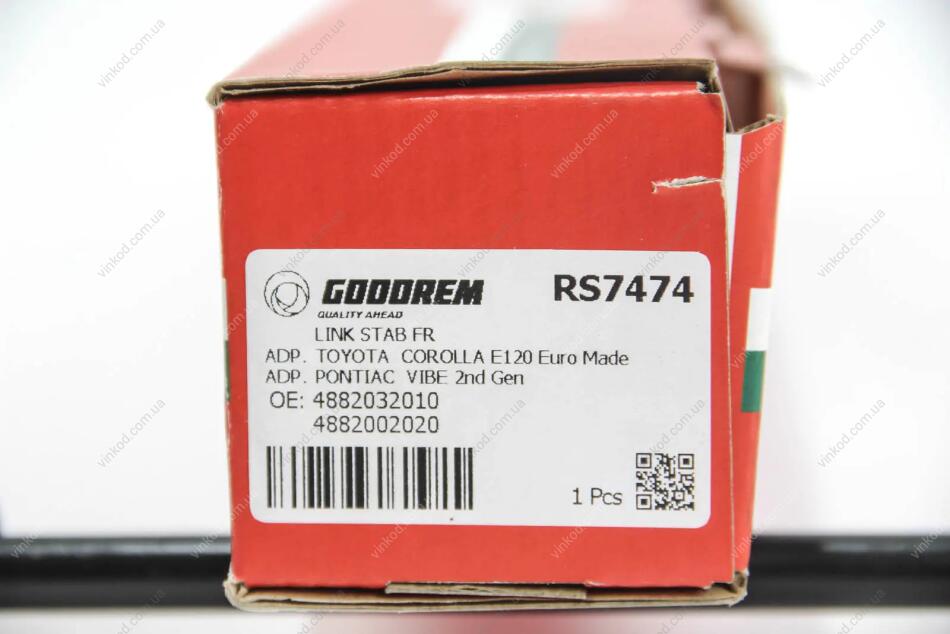 GOODREM
RS7474
QUALITY AHEAD
LINK STAB FR
ADP. TOYOTA COROLLA E120 Euro Made
ADP. PONTIAC VIBE 2nd Gen
OE: 4882032010
4882002020
1 Pcs
vinkod.com.ua